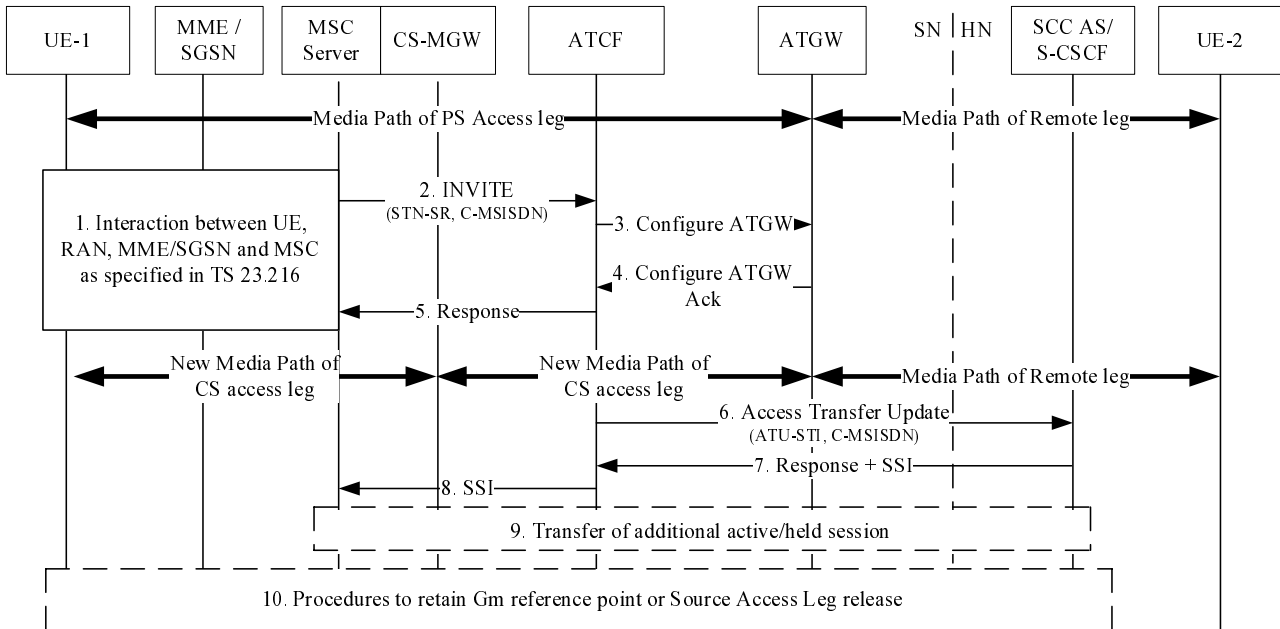 UE-1
MME /
SGSN
MSC
Server
CS-MGW
ATCF
ATGW
SN
HN
SCC AS/
S-CSCF
UE-2
Media Path of PS Access leg
Media Path of Remote leg
1. Interaction between UE,
RAN, MME/SGSN and MSC
as specified in TS 23.216
2. INVITE
(STN-SR, C-MSISDN)
3. Configure ATGW
4. Configure ATGW
Ack
5. Response
New Media Path of
CS access leg
New Media Path of
CS access leg
Media Path of Remote leg
6. Access Transfer Update
(ATU-STI, C-MSISDN)
7. Response + SSI
8. SSI
9. Transfer of additional active/held session
10. Procedures to retain Gm reference point or Source Access Leg release